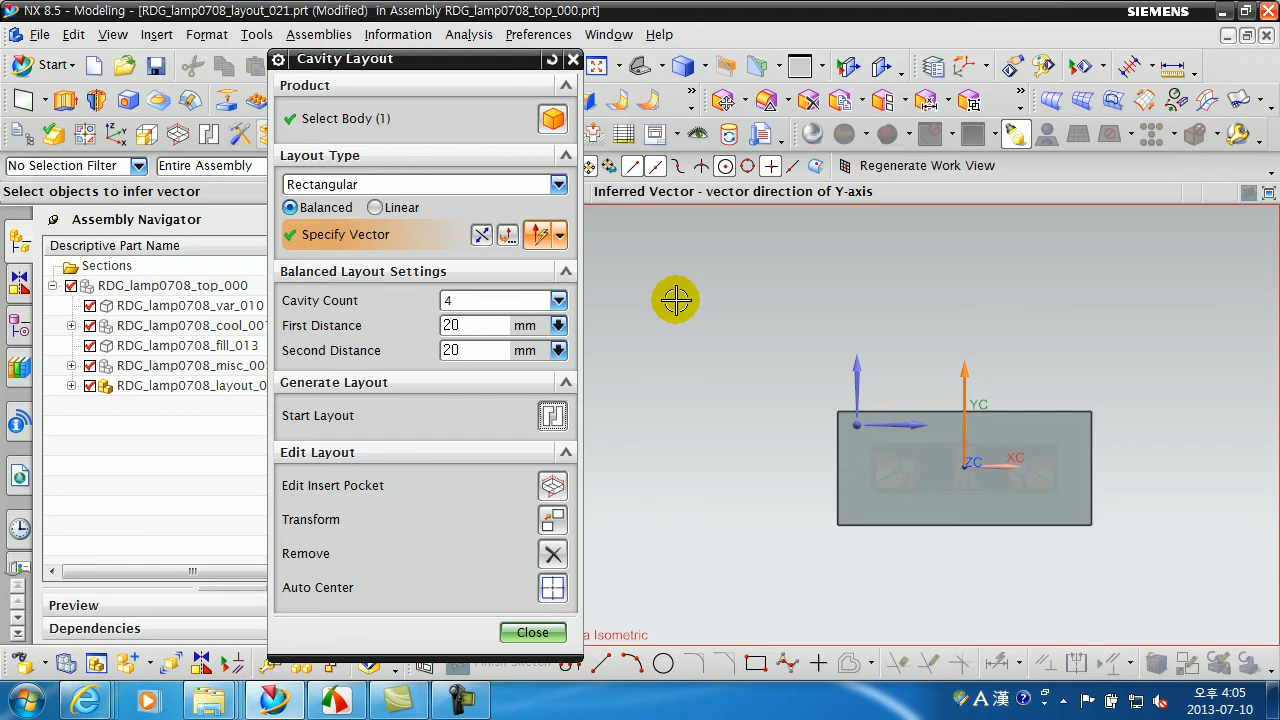 NX 8.5 - Modeling - [RDG_lamp0708_layout_021.prt (Modified) in Assembly RDG_lamp0708_top_000.prt]
SIEMENS
File Edit View Insert Format Tools Assemblies Information Analysis Preferences Window Help
Start
Cavity Layout
Product
Select Body (1)
Layout Type
Rectangular
Balanced Linear
Specify Vector
Balanced Layout Settings
Cavity Count 4
First Distance 20 mm
Second Distance 20 mm
Generate Layout
Start Layout
Edit Layout
Edit Insert Pocket
Transform
Remove
Auto Center
Close
No Selection Filter Entire Assembly
Regenerate Work View
Select objects to infer vector
Inferred Vector - vector direction of Y-axis
Assembly Navigator
Descriptive Part Name
Sections
RDG_lamp0708_top_000
RDG_lamp0708_var_010
RDG_lamp0708_cool_00
RDG_lamp0708_fill_013
RDG_lamp0708_misc_00
RDG_lamp0708_layout_0
Preview
Dependencies
YC
ZC
XC
a Isometric
Finish Sketch
A 漢
오후 4:05
2013-07-10